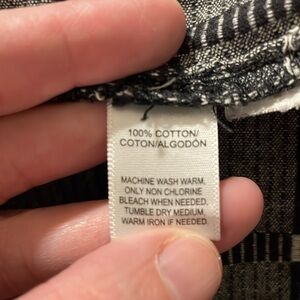 100% COTTON/
COTON/ALGODÓN
MACHINE WASH WARM,
ONLY NON CHLORINE
BLEACH WHEN NEEDED,
TUMBLE DRY MEDIUM,
WARM IRON IF NEEDED.